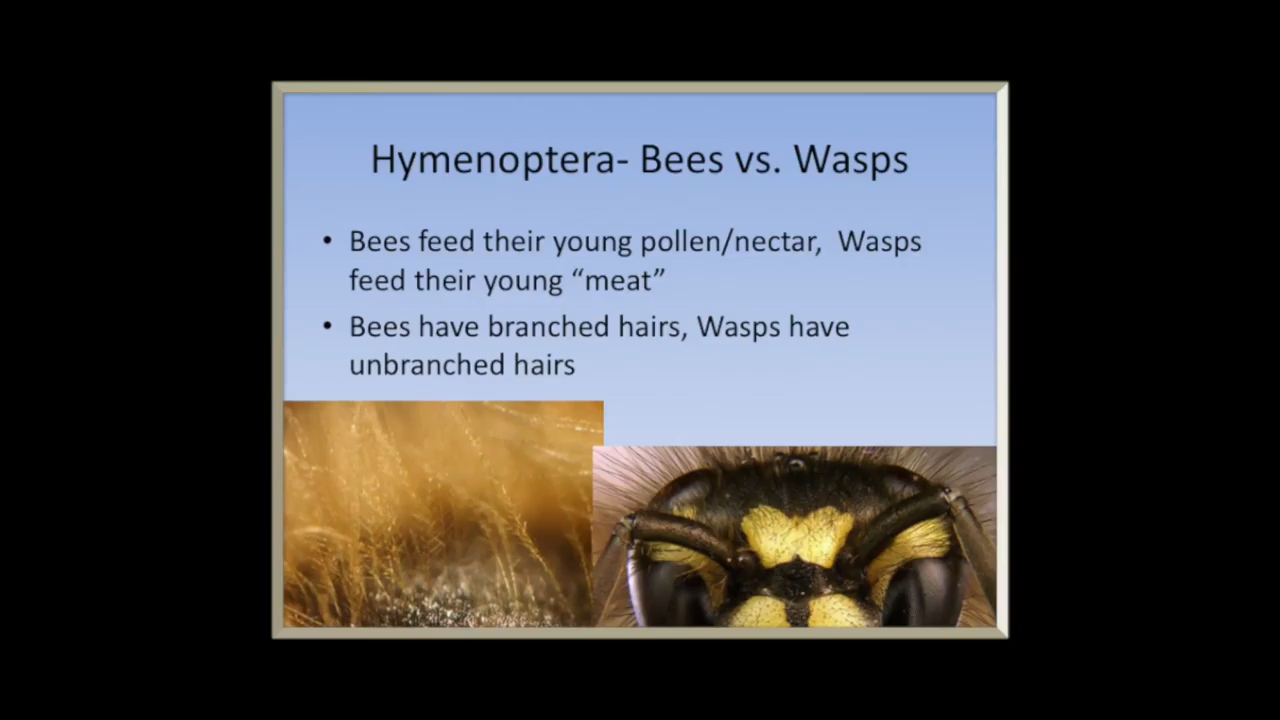 Hymenoptera- Bees vs. Wasps
• Bees feed their young pollen/nectar,  Wasps
feed their young “meat”
• Bees have branched hairs, Wasps have
unbranched hairs